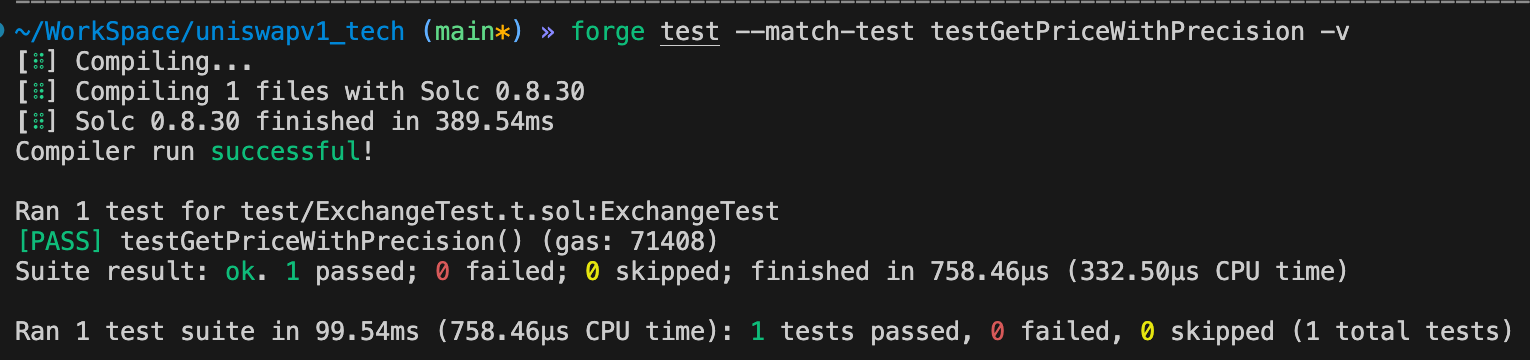 ~/WorkSpace/uniswapv1_tech (main*) » forge test --match-test testGetPriceWithPrecision -v
[⠿] Compiling...
[⠿] Compiling 1 files with Solc 0.8.30
[⠿] Solc 0.8.30 finished in 389.54ms
Compiler run successful!
Ran 1 test for test/ExchangeTest.t.sol:ExchangeTest
[PASS] testGetPriceWithPrecision() (gas: 71408)
Suite result: ok. 1 passed; 0 failed; 0 skipped; finished in 758.46µs (332.50µs CPU time)
Ran 1 test suite in 99.54ms (758.46µs CPU time): 1 tests passed, 0 failed, 0 skipped (1 total tests)